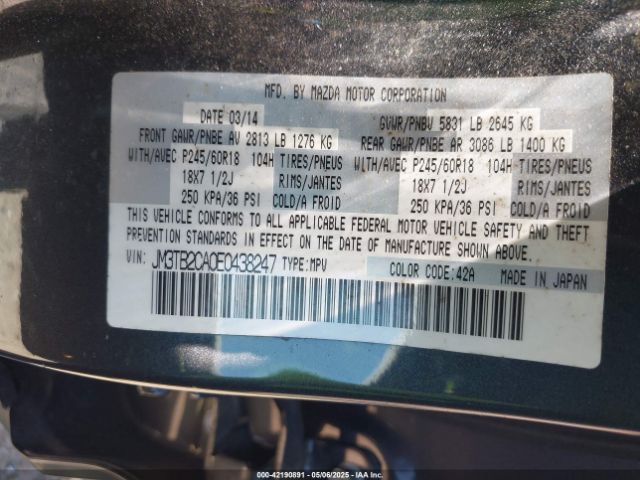 MFD. BY MAZDA MOTOR CORPORATION
DATE 03/14 GVWR/PNBV 5831 LB 2645 KG
FRONT GAWR/PNBE AV 2813 LB 1276 KG REAR GAWR/PNBE AR 3086 LB 1400 KG
WITH/AVEC P245/60R18 104H TIRES/PNEUS WITH/AVEC P245/60R18 104H TIRES/PNEUS
18X7 1/2J RIMS/JANTES 18X7 1/2J RIMS/JANTES
250 KPA/36 PSI COLD/A FROID 250 KPA/36 PSI COLD/A FROID
THIS VEHICLE CONFORMS TO ALL APPLICABLE FEDERAL MOTOR VEHICLE SAFETY AND THEFT
PREVENTION STANDARDS IN EFFECT ON THE DATE OF MANUFACTURE SHOWN ABOVE.
VIN: JM3TB2CA0E0438247 TYPE:MPV COLOR CODE:42A MADE IN JAPAN
000-42190891 - 05/06/2025 - IAAI.COM